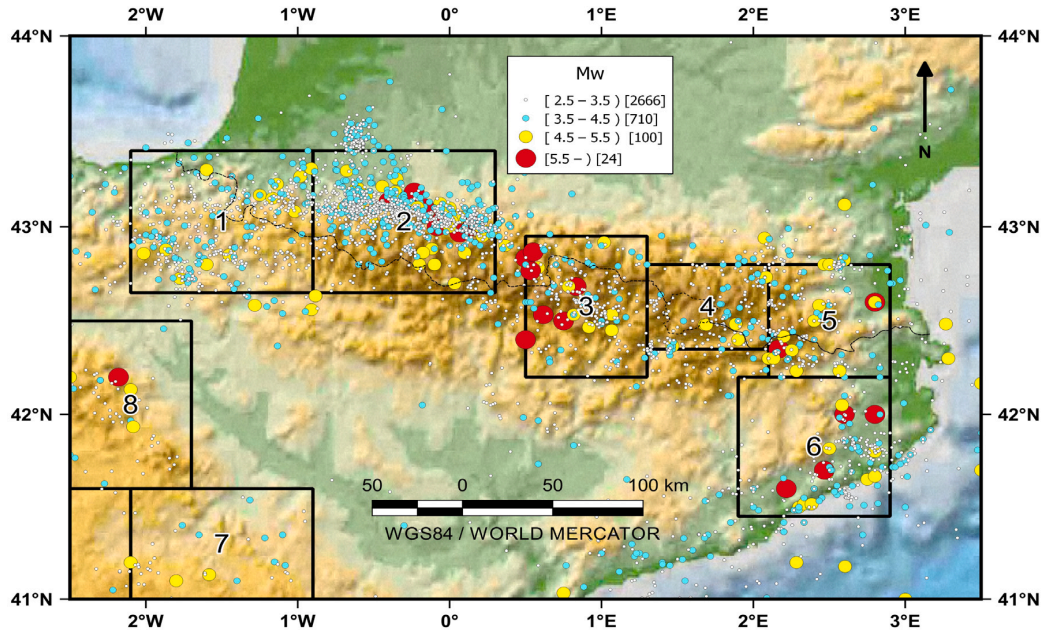 2°W 1°W 0° 1°E 2°E 3°E
44°N 44°N
Mw
[ 2.5 – 3.5 ) [2666]
[ 3.5 – 4.5 ) [710]
[ 4.5 – 5.5 ) [100]
[5.5 – ) [24]
N
43°N 43°N
1 2
3 4 5
42°N 42°N
8
6
50 0 50 100 km
WGS84 / WORLD MERCATOR
7
41°N 41°N
2°W 1°W 0° 1°E 2°E 3°E